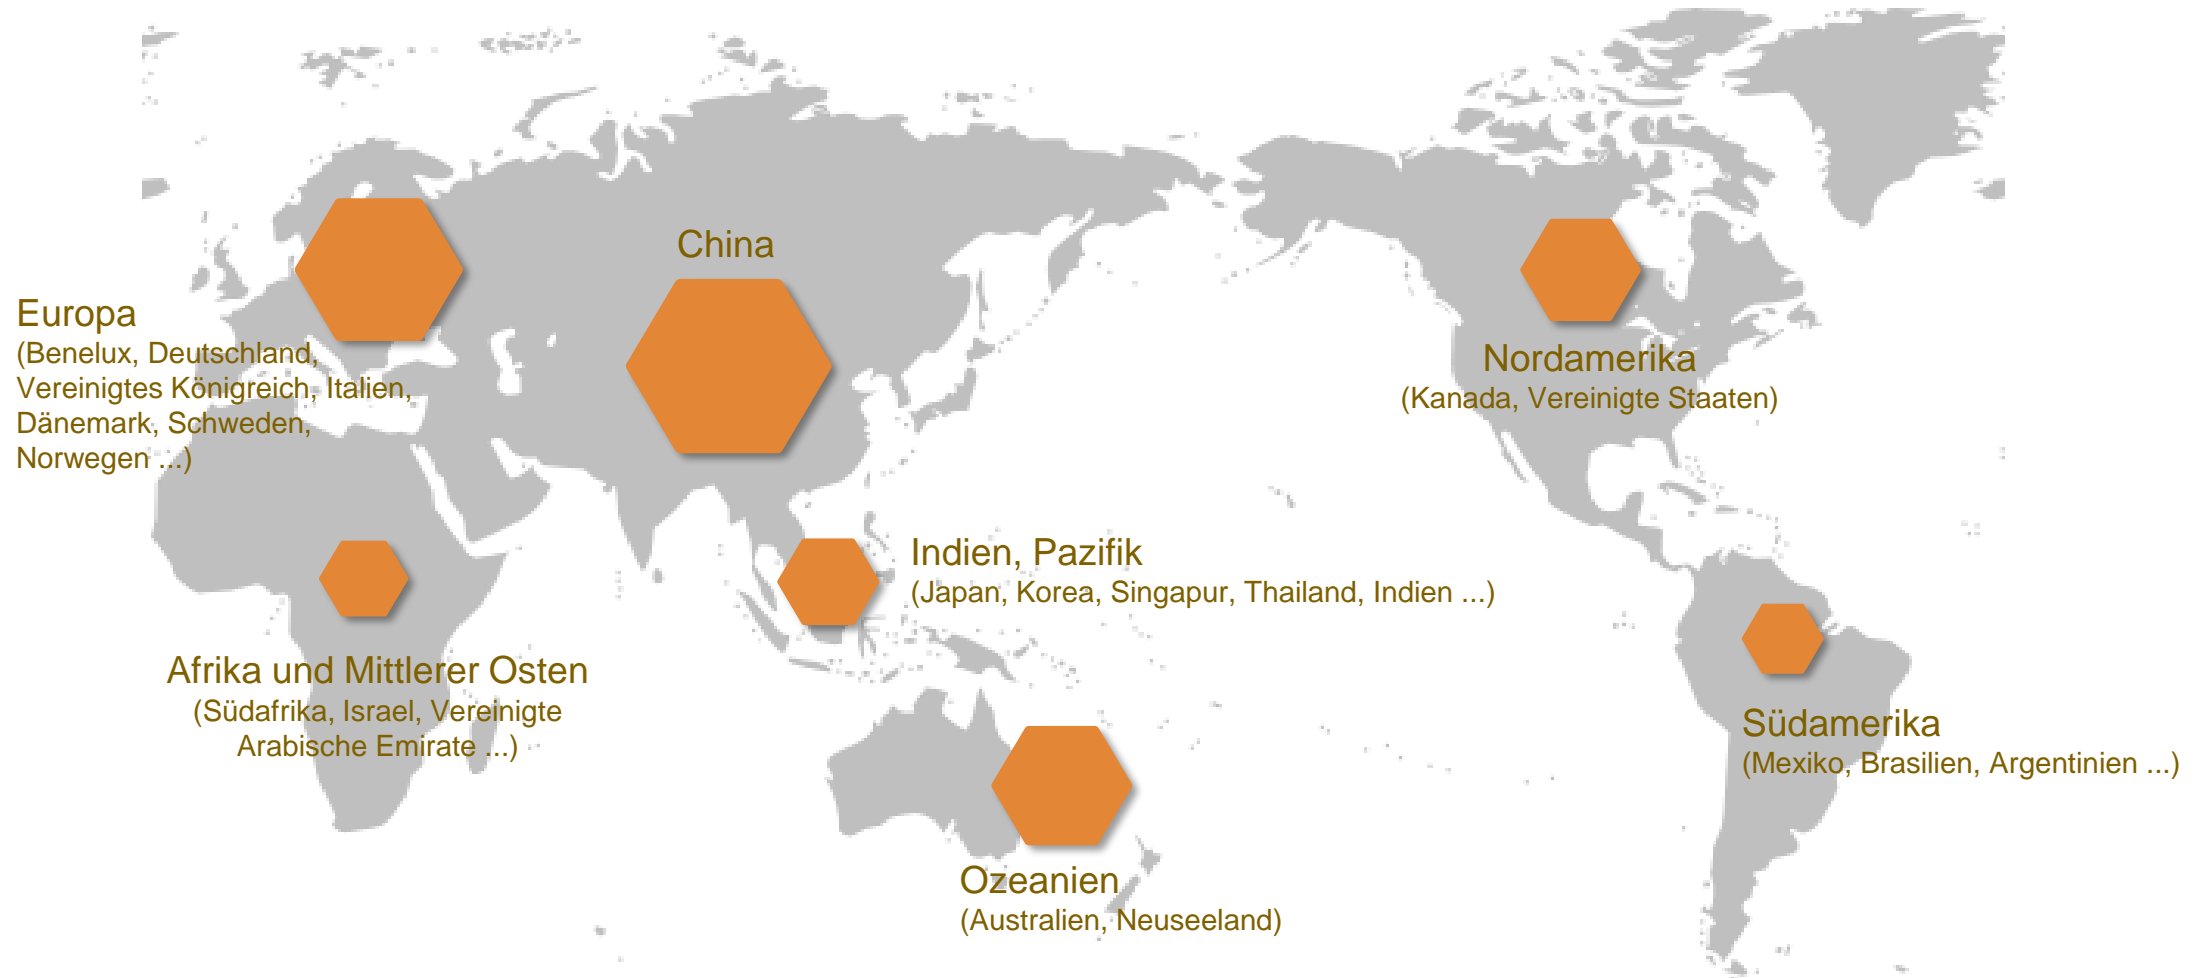 China
Europa
(Benelux, Deutschland,
Vereinigtes Königreich, Italien,
Dänemark, Schweden,
Norwegen ...)
Nordamerika
(Kanada, Vereinigte Staaten)
Indien, Pazifik
(Japan, Korea, Singapur, Thailand, Indien ...)
Afrika und Mittlerer Osten
(Südafrika, Israel, Vereinigte
Arabische Emirate ...)
Südamerika
(Mexiko, Brasilien, Argentinien ...)
Ozeanien
(Australien, Neuseeland)